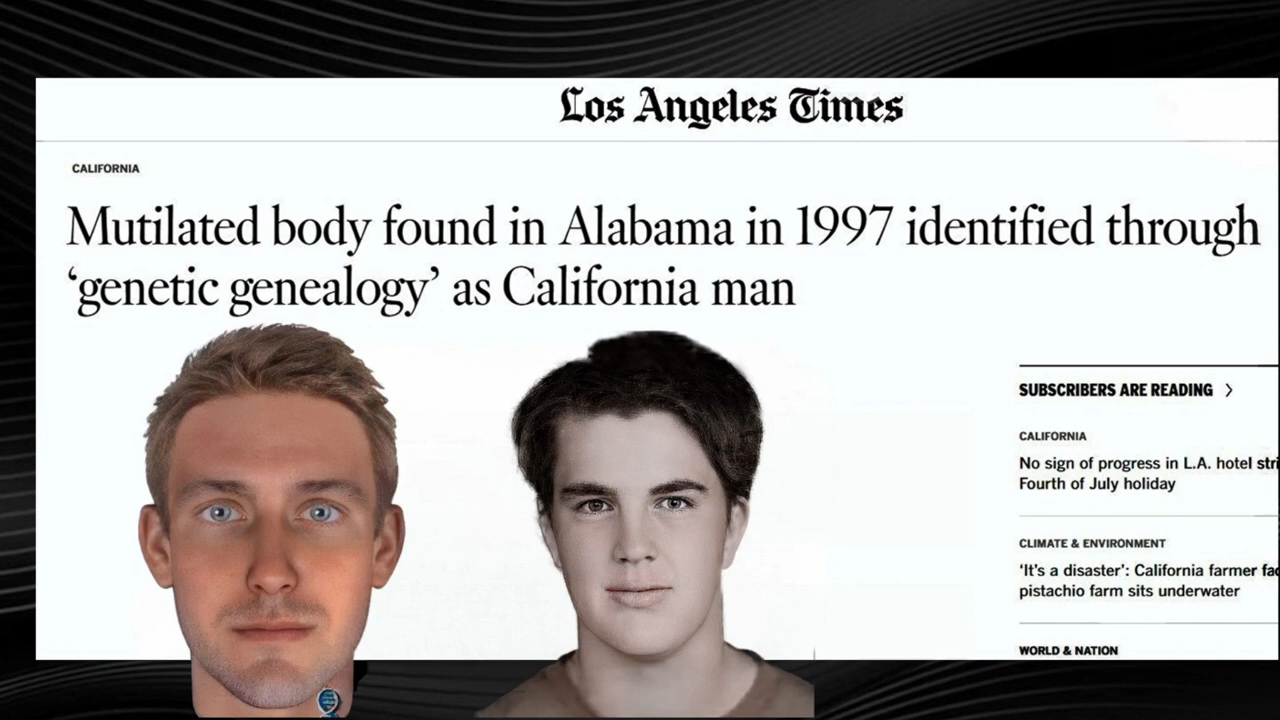 Los Angeles Times
CALIFORNIA
Mutilated body found in Alabama in 1997 identified through
‘genetic genealogy’ as California man
SUBSCRIBERS ARE READING
CALIFORNIA
No sign of progress in L.A. hotel
Fourth of July holiday
CLIMATE & ENVIRONMENT
‘It’s a disaster’: California farmer
pistachio farm sits underwater
WORLD & NATION